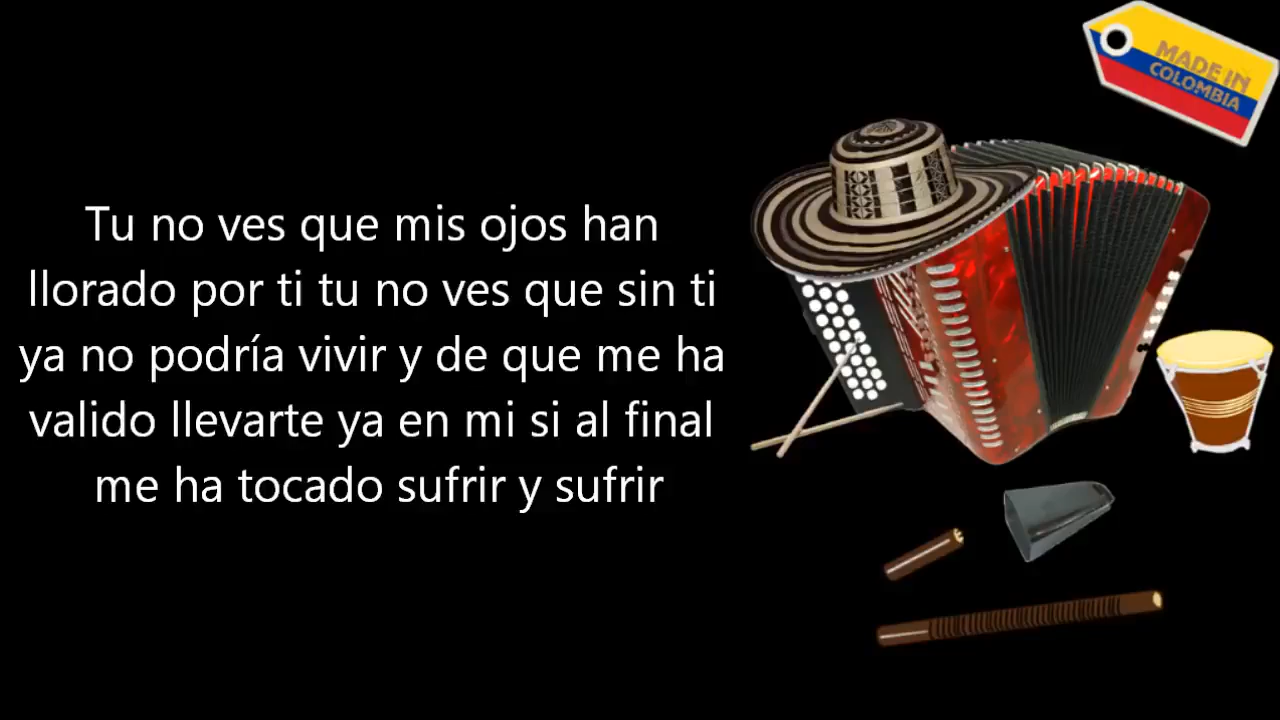 MADE IN
COLOMBIA
Tu no ves que mis ojos han
llorado por ti tu no ves que sin ti
ya no podría vivir y de que me ha
valido llevarte ya en mi si al final
me ha tocado sufrir y sufrir